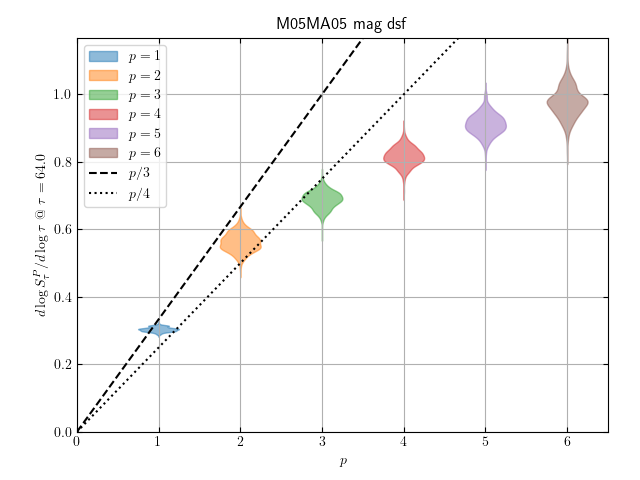 M05MA05 mag dsf
d log S_τ^P / d log τ @ τ = 64.0
1.0
0.8
0.6
0.4
0.2
0.0
p = 1
p = 2
p = 3
p = 4
p = 5
p = 6
p/3
p/4
0 1 2 3 4 5 6
p